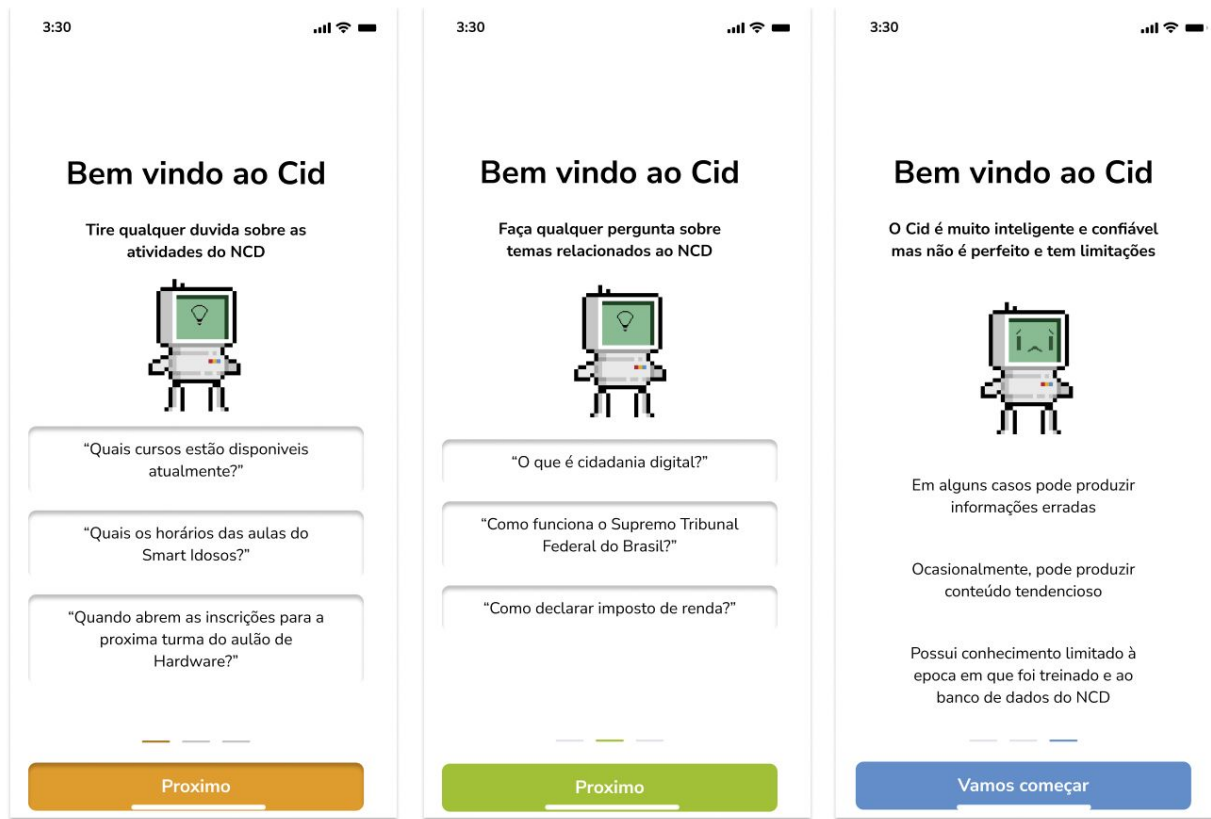 3:30
Bem vindo ao Cid
Tire qualquer duvida sobre as
atividades do NCD
“Quais cursos estão disponiveis
atualmente?”
“Quais os horários das aulas do
Smart Idosos?”
“Quando abrem as inscrições para a
proxima turma do aulão de
Hardware?”
Proximo
3:30
Bem vindo ao Cid
Faça qualquer pergunta sobre
temas relacionados ao NCD
“O que é cidadania digital?”
“Como funciona o Supremo Tribunal
Federal do Brasil?”
“Como declarar imposto de renda?”
Proximo
3:30
Bem vindo ao Cid
O Cid é muito inteligente e confiável
mas não é perfeito e tem limitações
Em alguns casos pode produzir
informações erradas
Ocasionalmente, pode produzir
conteúdo tendencioso
Possui conhecimento limitado à
epoca em que foi treinado e ao
banco de dados do NCD
Vamos começar